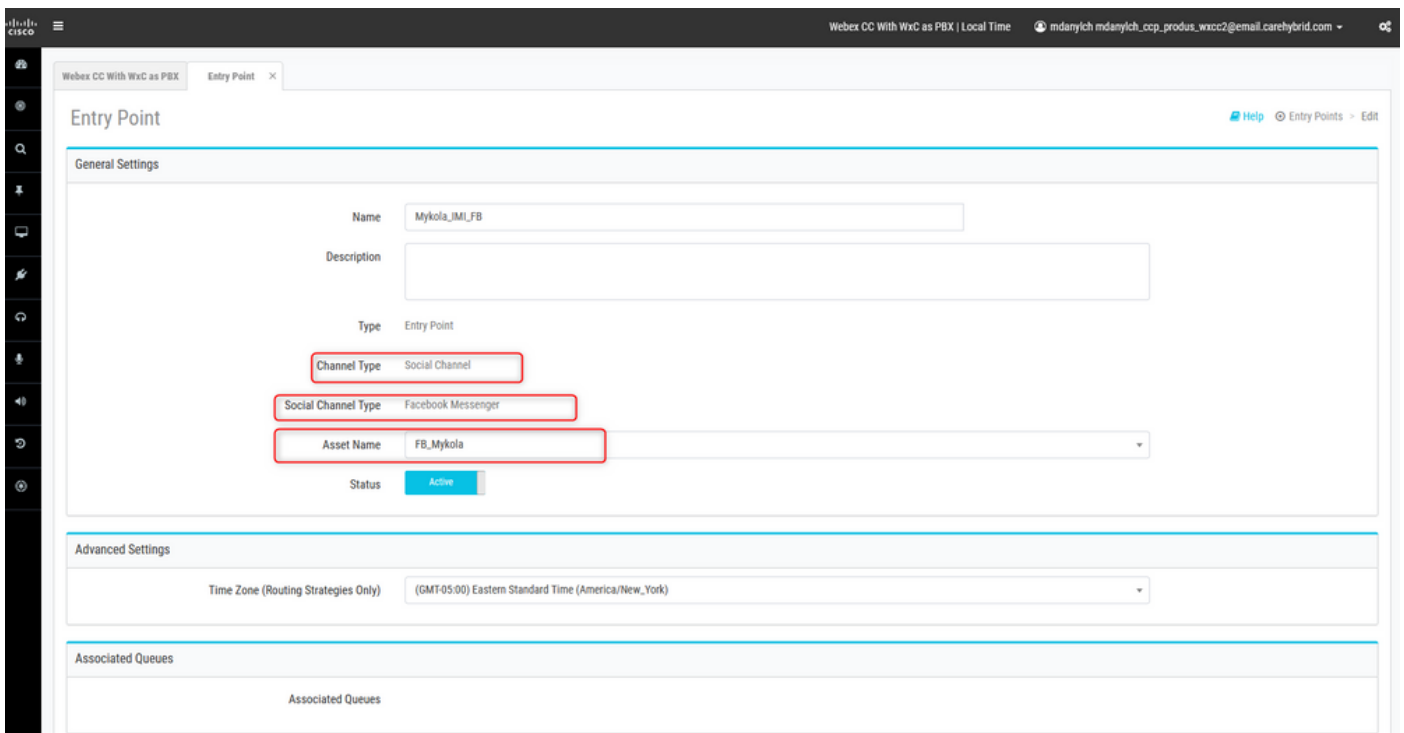 cisco
Webex CC With WxC as PBX | Local Time
mdanylch mdanylch_ccp_produs_wxcc2@email.carehybrid.com
Webex CC With WxC as PBX
Entry Point ×
Entry Point
Help Entry Points > Edit
General Settings
Name Mykola_IMI_FB
Description
Type Entry Point
Channel Type Social Channel
Social Channel Type Facebook Messenger
Asset Name FB_Mykola
Status Active
Advanced Settings
Time Zone (Routing Strategies Only) (GMT-05:00) Eastern Standard Time (America/New_York)
Associated Queues
Associated Queues